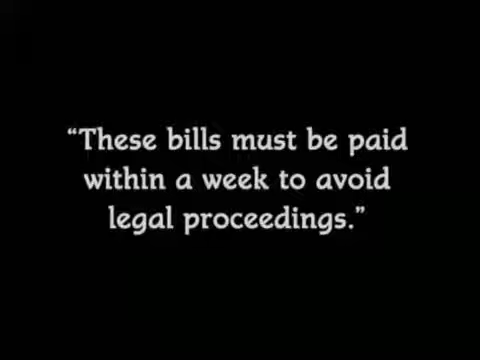 “These bills must be paid
within a week to avoid
legal proceedings.”